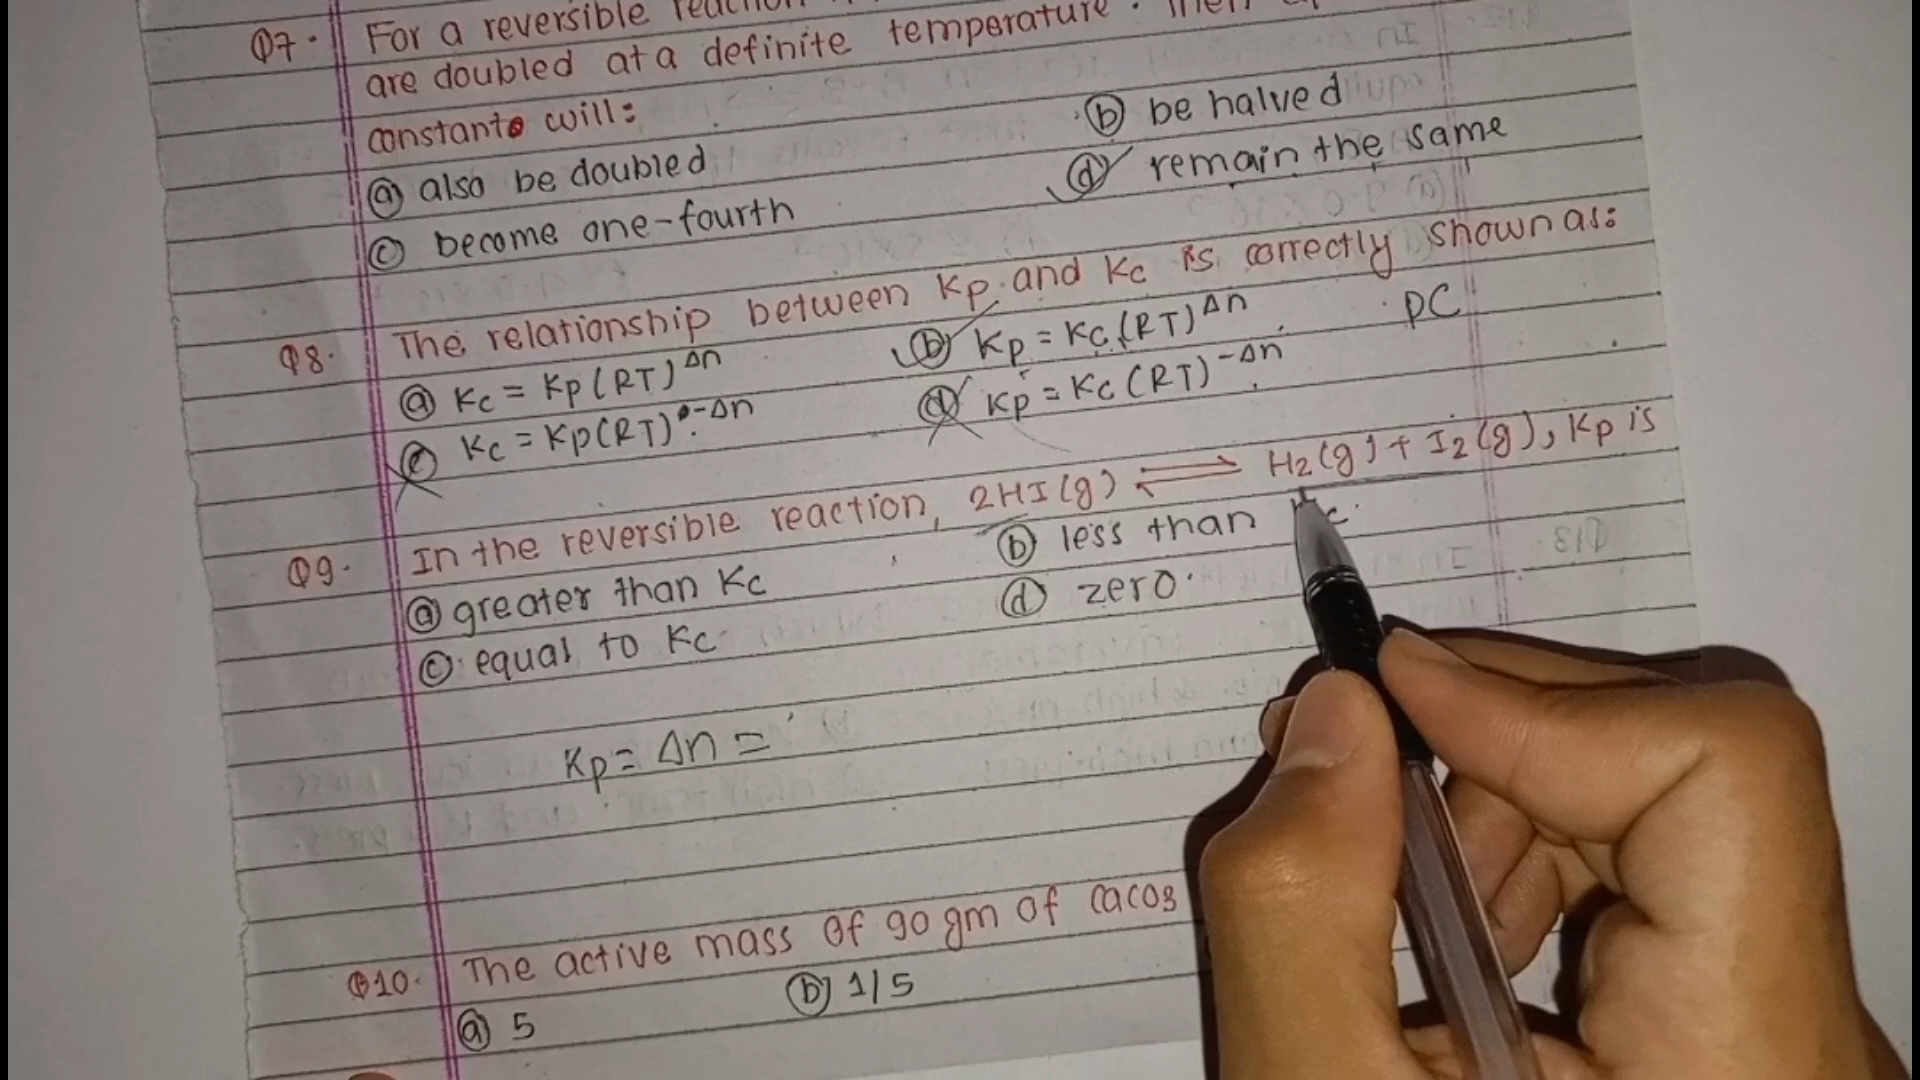 Q7. For a reversible reaction
are doubled at a definite temperature. Then
constant will:
(a) also be doubled (b) be halved
(c) become one-fourth (d) remain the same
Q8. The relationship between Kp and Kc is correctly shown as:
(a) Kc = Kp(RT)^Δn (b) Kp = Kc(RT)^Δn PC
(c) Kc = Kp(RT)^-Δn (d) Kp = Kc(RT)^-Δn
Q9. In the reversible reaction, 2HI(g) ⇌ H2(g) + I2(g), Kp is
(a) greater than Kc (b) less than
(c) equal to Kc (d) zero.
Kp = Δn =
Q10. The active mass of 90 gm of CaCO3
(a) 5 (b) 1/5